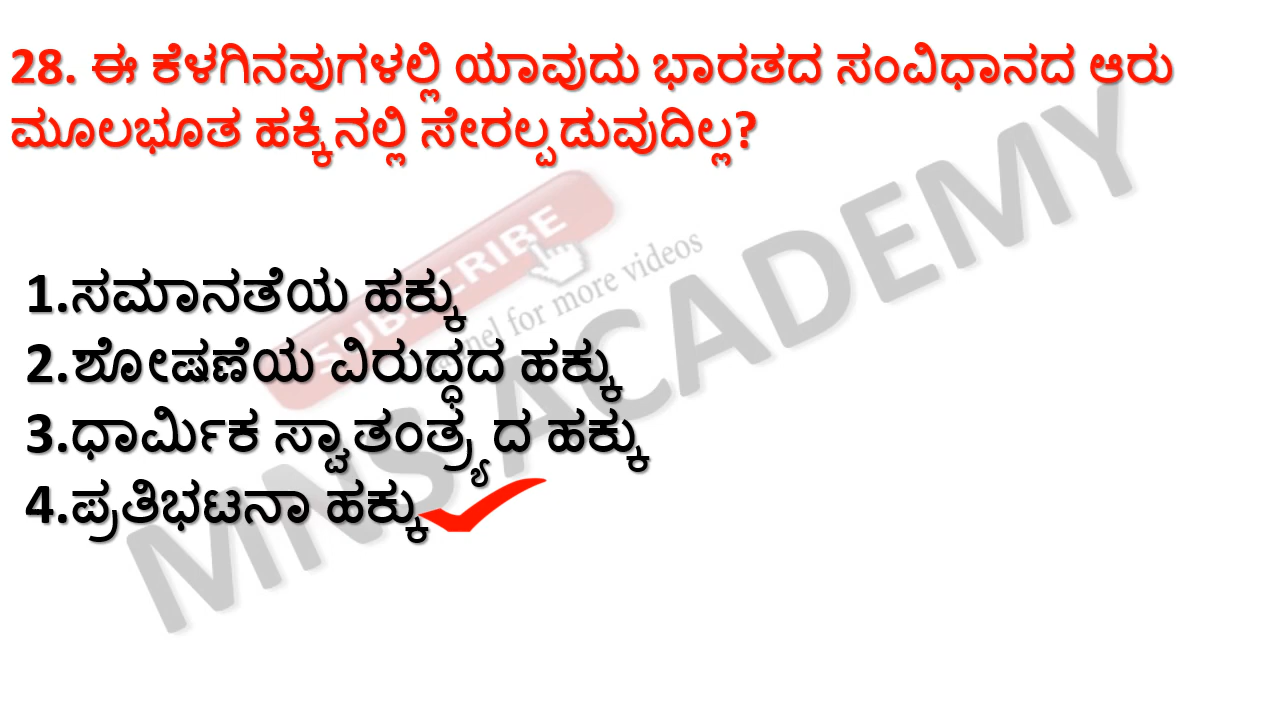 28. ಈ ಕೆಳಗಿನವುಗಳಲ್ಲಿ ಯಾವುದು ಭಾರತದ ಸಂವಿಧಾನದ ಆರು
ಮೂಲಭೂತ ಹಕ್ಕಿನಲ್ಲಿ ಸೇರಲ್ಪಡುವುದಿಲ್ಲ?
SUBSCRIBE
for more videos
MNS ACADEMY
1.ಸಮಾನತೆಯ ಹಕ್ಕು
2.ಶೋಷಣೆಯ ವಿರುದ್ಧದ ಹಕ್ಕು
3.ಧಾರ್ಮಿಕ ಸ್ವಾತಂತ್ರ್ಯದ ಹಕ್ಕು
4.ಪ್ರತಿಭಟನಾ ಹಕ್ಕು